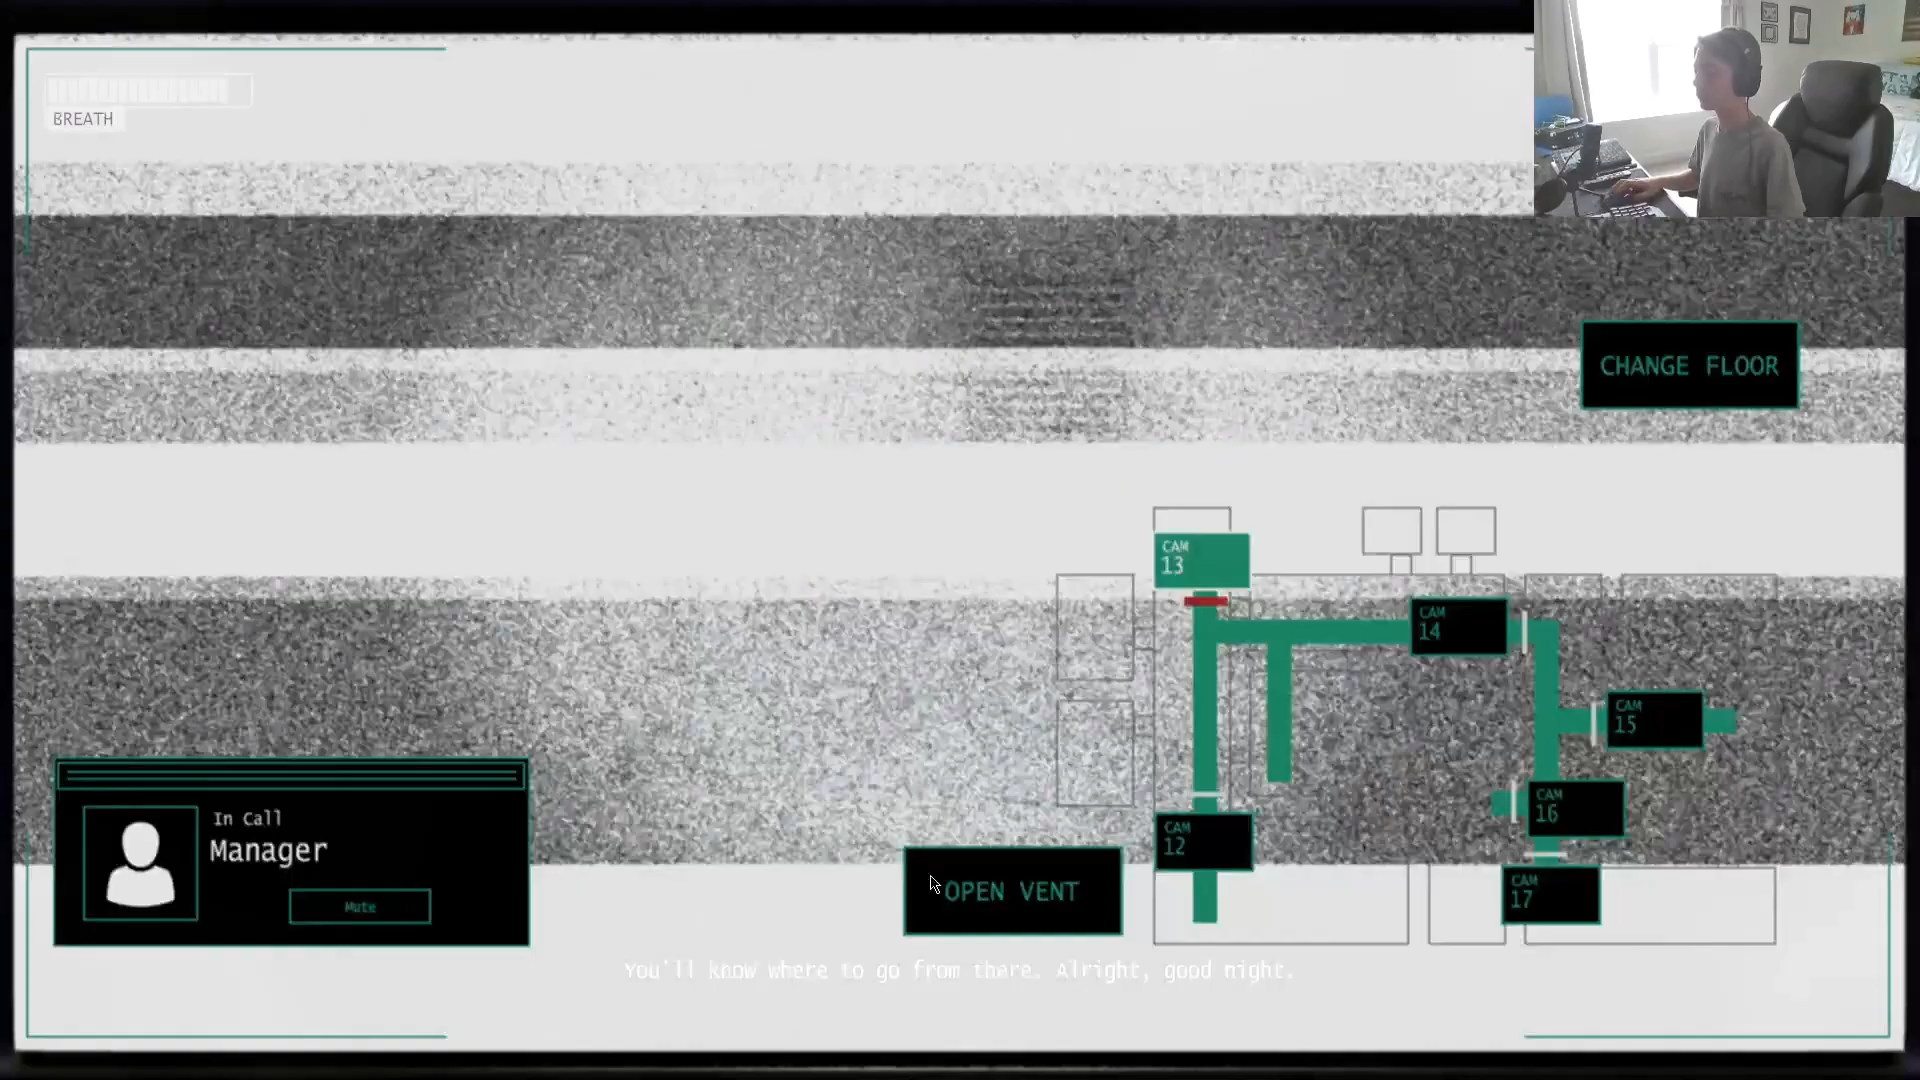 BREATH
CHANGE FLOOR
CAM
13
CAM
14
CAM
15
CAM
16
CAM
12
CAM
17
In Call
Manager
Mute
OPEN VENT
You'll know where to go from there. Alright, good night.